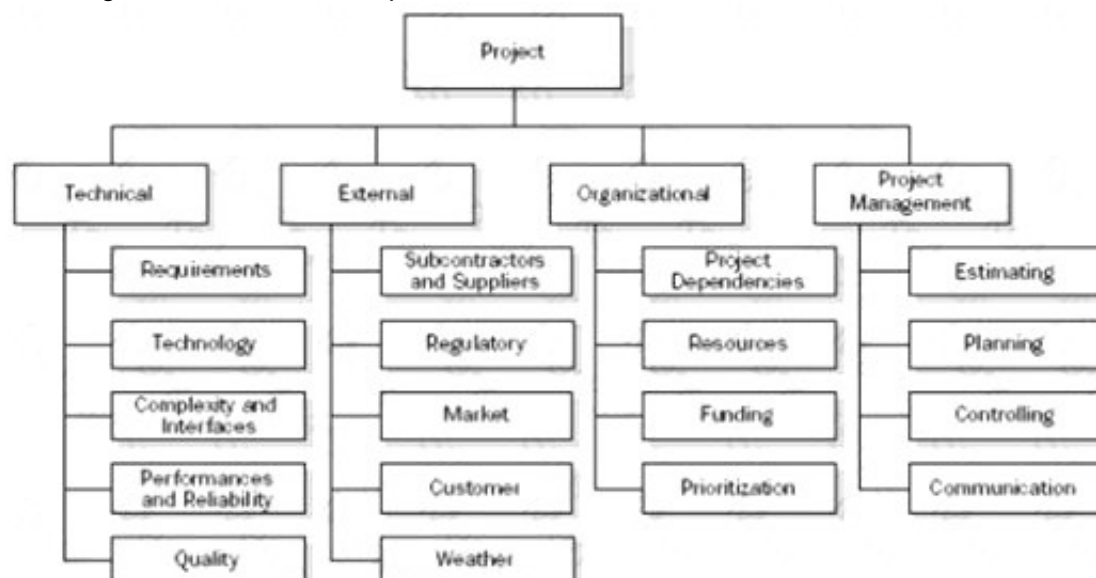 Project
Technical
External
Organizational
Project
Management
Requirements
Technology
Complexity and
Interfaces
Performances
and Reliability
Quality
Subcontractors
and Suppliers
Regulatory
Market
Customer
Weather
Project
Dependencies
Resources
Funding
Prioritization
Estimating
Planning
Controlling
Communication